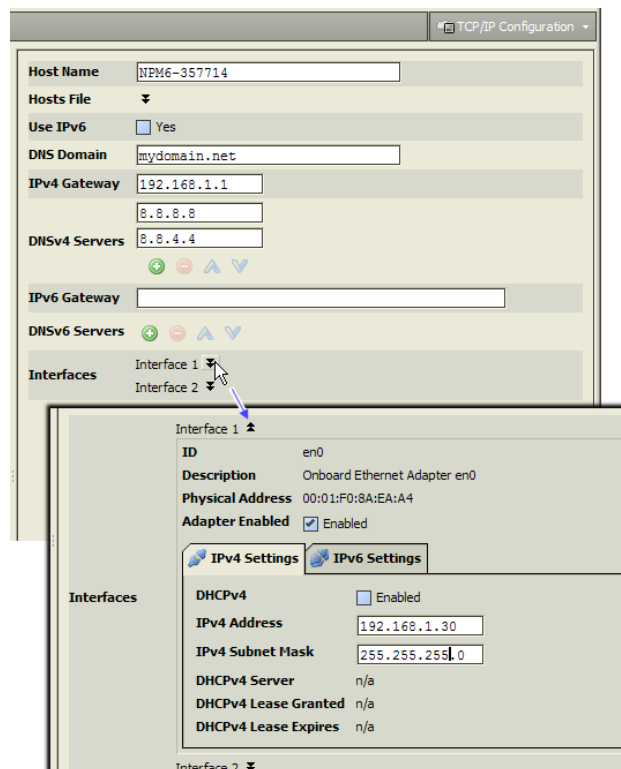 TCP/IP Configuration
Host Name NPM6-357714
Hosts File
Use IPv6 Yes
DNS Domain mydomain.net
IPv4 Gateway 192.168.1.1
8.8.8.8
DNSv4 Servers 8.8.4.4
IPv6 Gateway
DNSv6 Servers
Interface 1
Interfaces
Interface 2
Interface 1
ID en0
Description Onboard Ethernet Adapter en0
Physical Address 00:01:F0:8A:EA:A4
Adapter Enabled Enabled
IPv4 Settings IPv6 Settings
Interfaces DHCPv4 Enabled
IPv4 Address 192.168.1.30
IPv4 Subnet Mask 255.255.255.0
DHCPv4 Server n/a
DHCPv4 Lease Granted n/a
DHCPv4 Lease Expires n/a
Interface 2